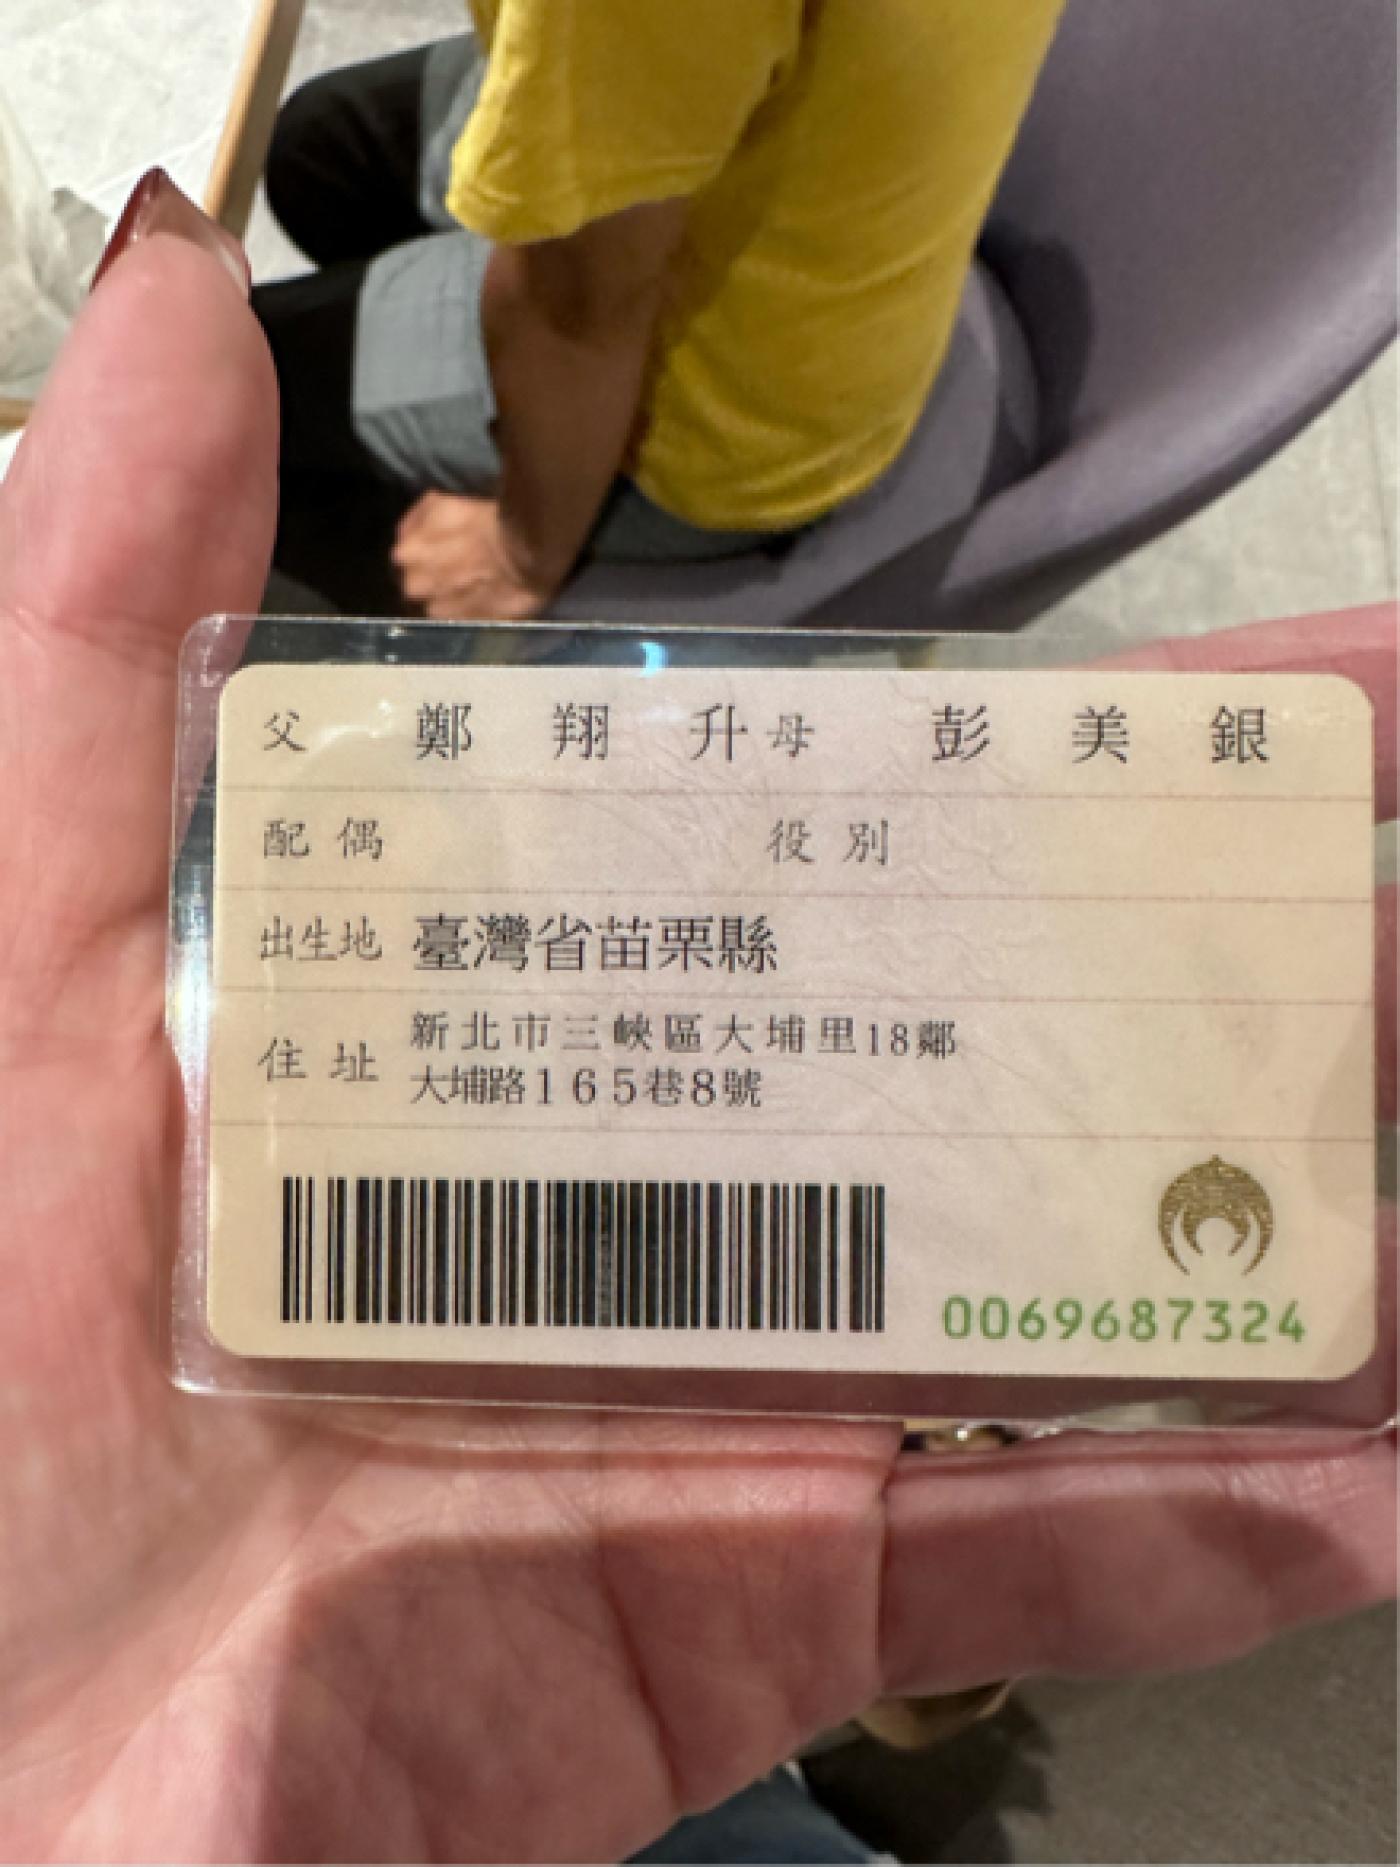 父 鄭翔升 母 彭美銀
配偶 役別
出生地 臺灣省苗栗縣
住址 新北市三峽區大埔里18鄰
大埔路165巷8號
0069687324